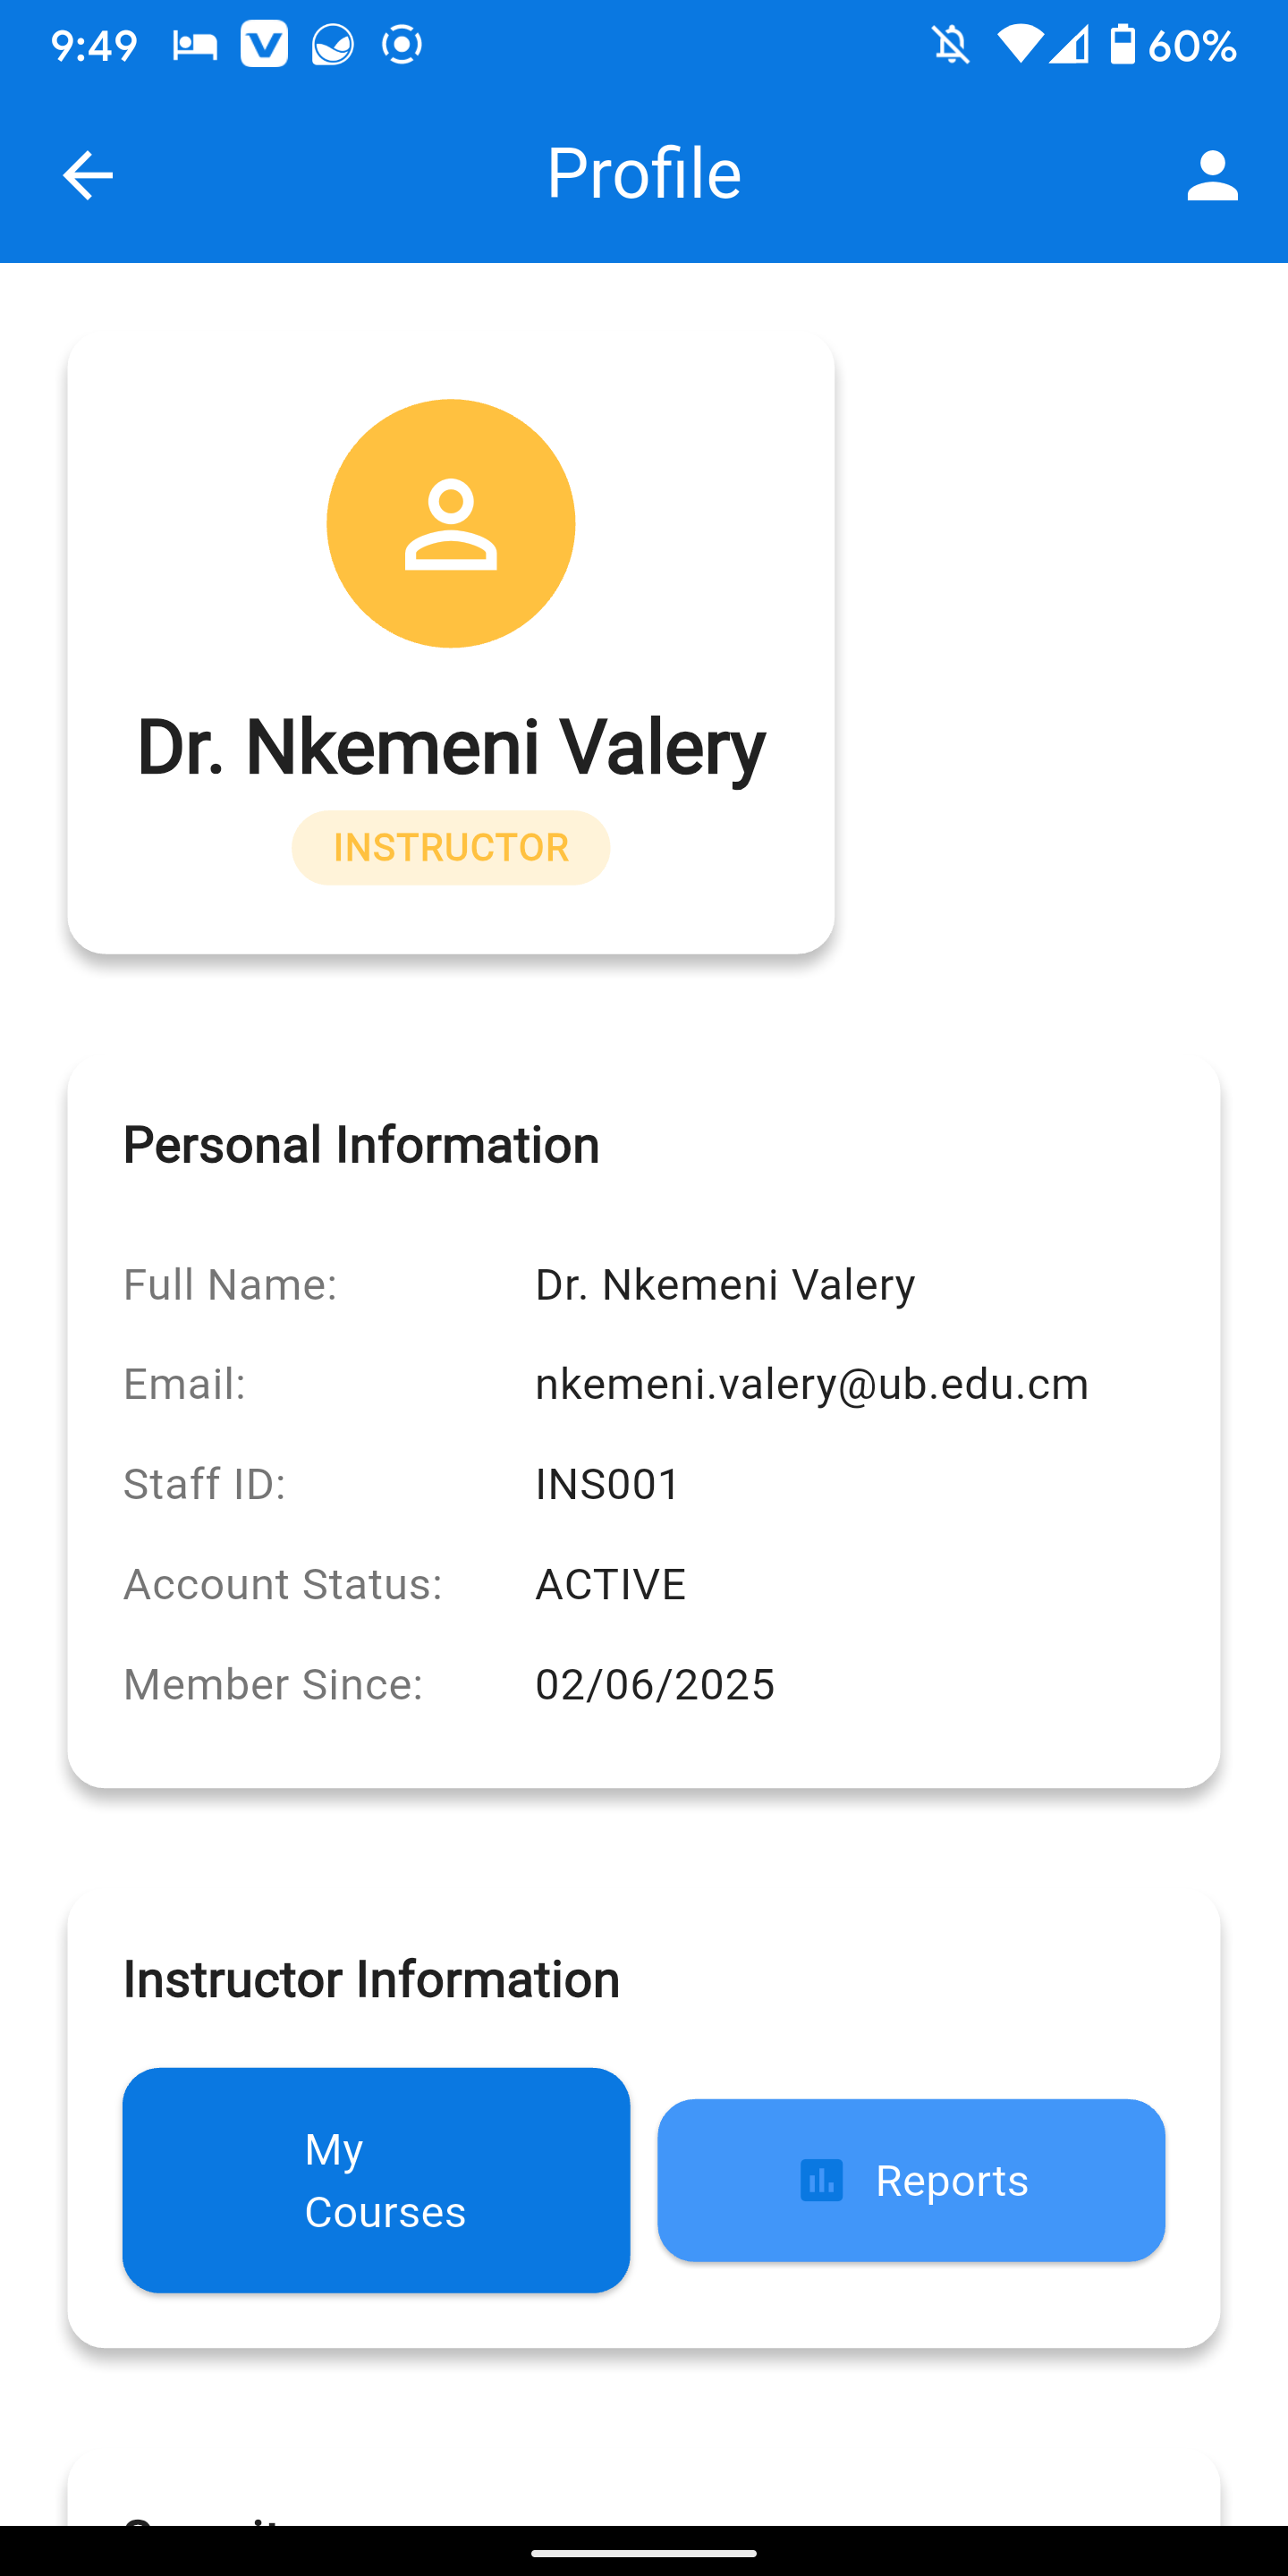 9:49 60%
Profile
Dr. Nkemeni Valery
INSTRUCTOR
Personal Information
Full Name: Dr. Nkemeni Valery
Email: nkemeni.valery@ub.edu.cm
Staff ID: INS001
Account Status: ACTIVE
Member Since: 02/06/2025
Instructor Information
My
Courses
Reports